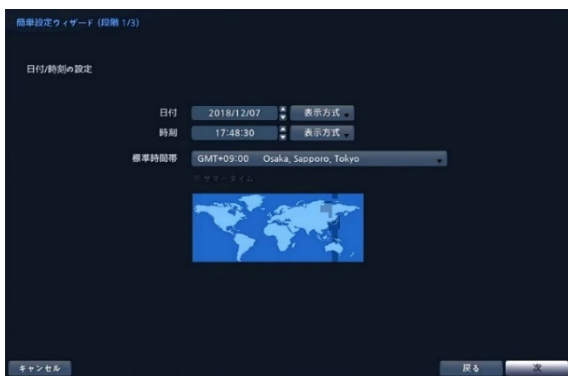 簡単設定ウィザード (段階 1/3)
日付/時刻の設定
日付 2018/12/07 表示方式
時刻 17:48:30 表示方式
標準時間帯 GMT+09:00 Osaka, Sapporo, Tokyo
サマータイム
キャンセル 戻る 次